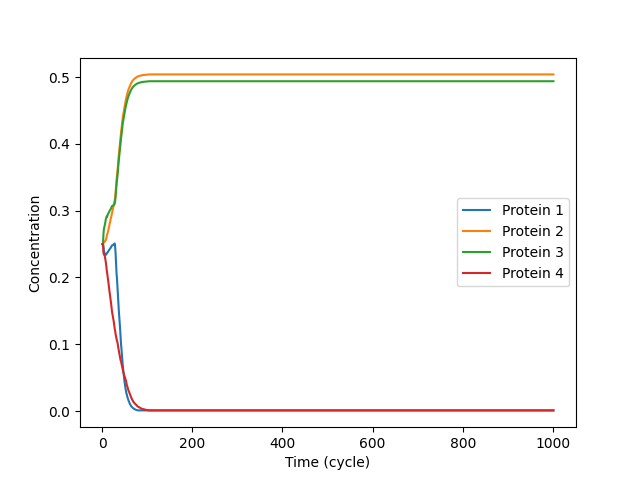 0.5
0.4
0.3
0.2
0.1
0.0
Concentration
0 200 400 600 800 1000
Time (cycle)
Protein 1
Protein 2
Protein 3
Protein 4